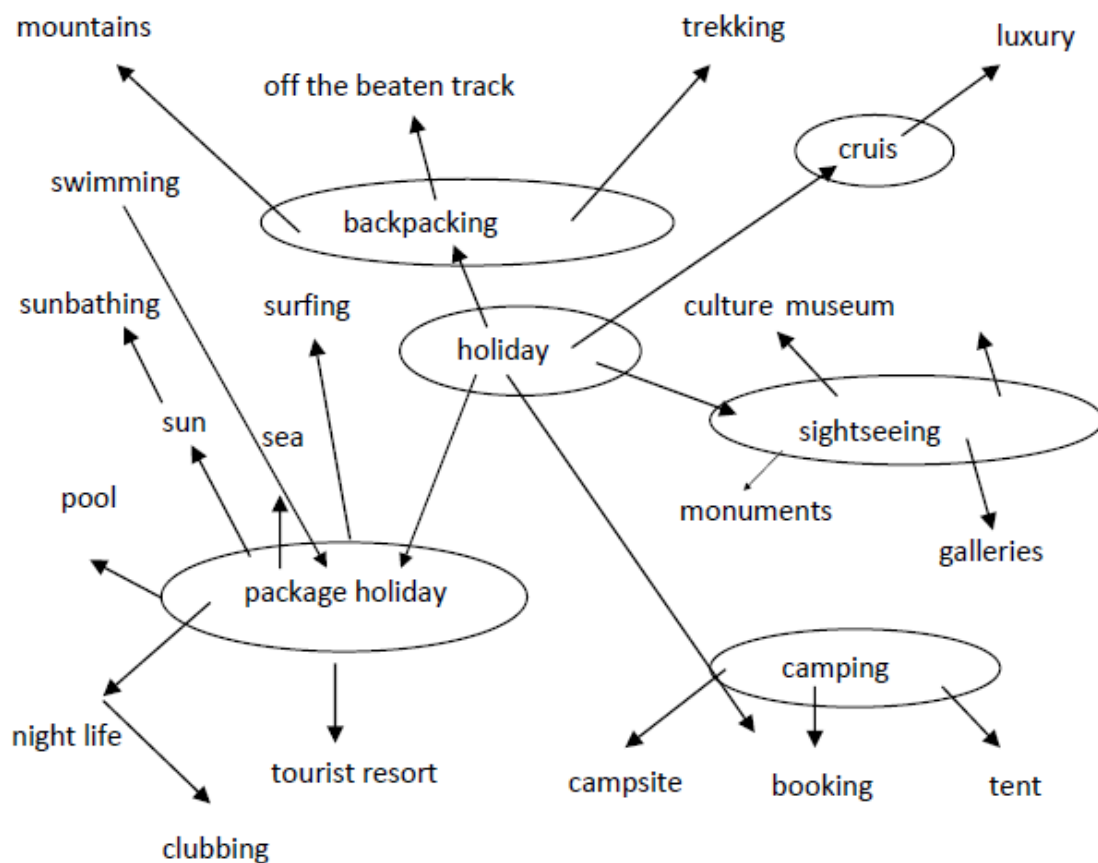 mountains
trekking
luxury
off the beaten track
cruis
swimming
backpacking
sunbathing
surfing
culture museum
holiday
sun
sea
sightseeing
pool
monuments
galleries
package holiday
camping
night life
tourist resort
campsite
booking
tent
clubbing